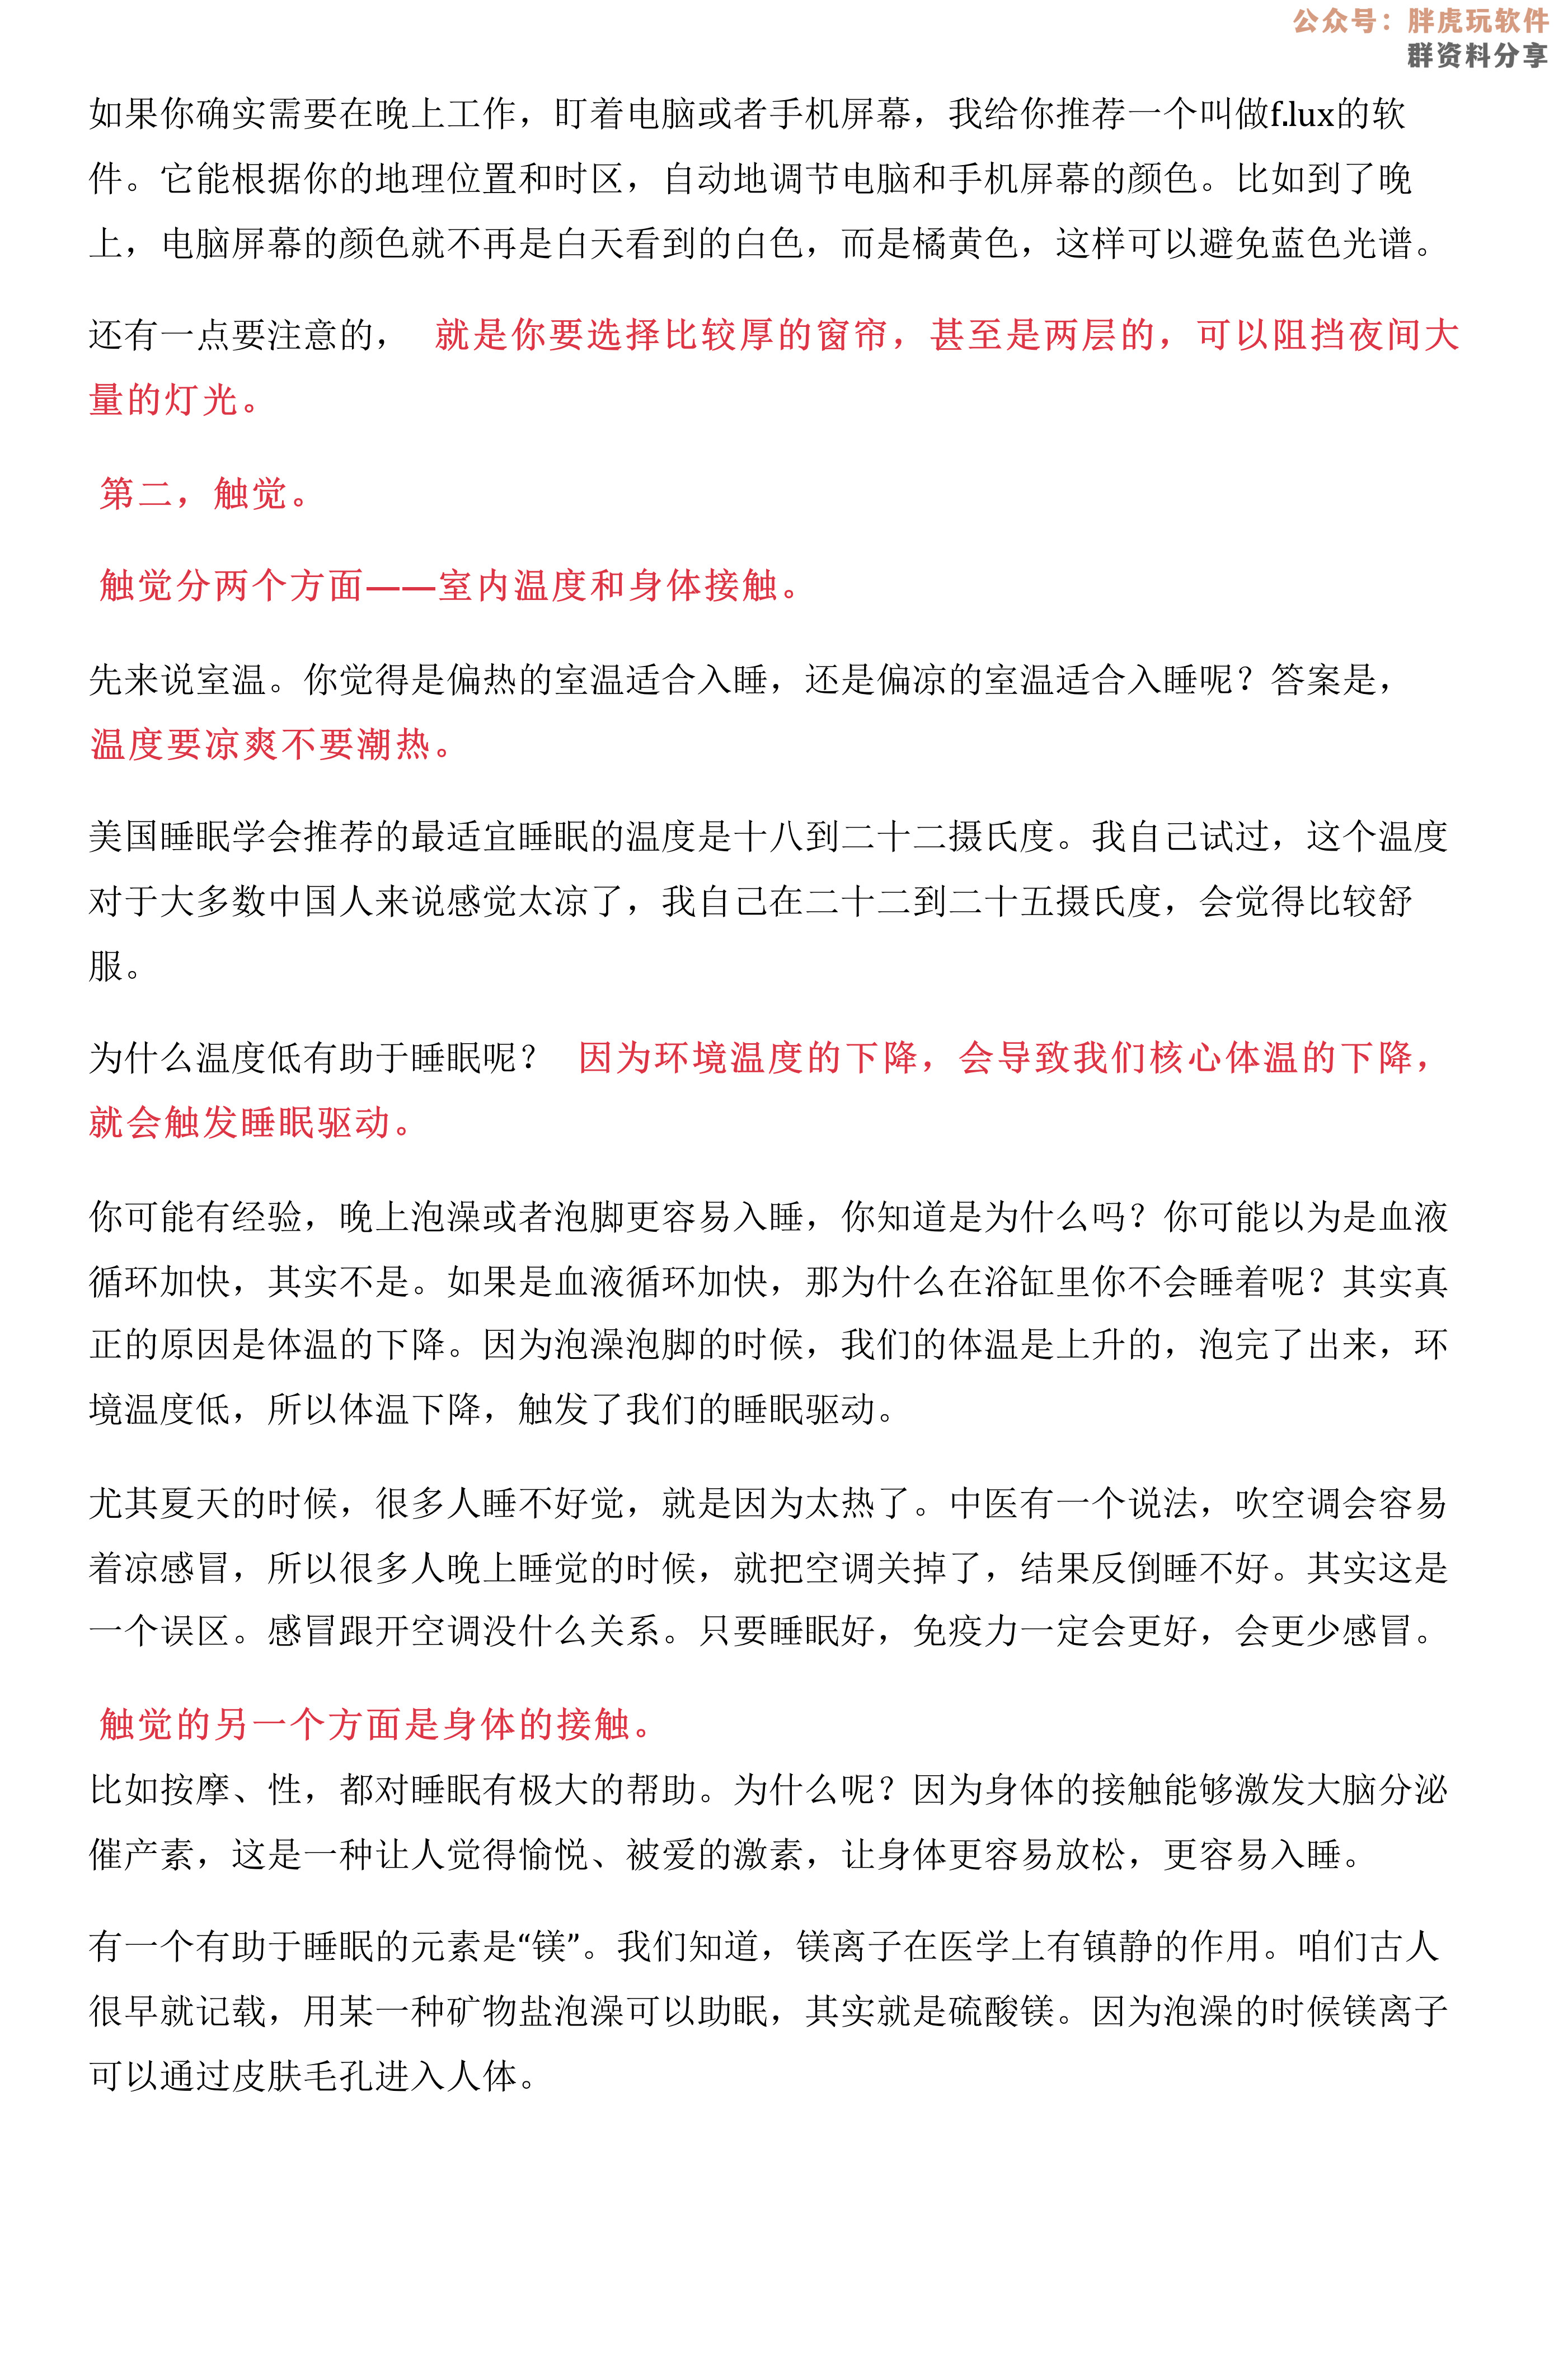 公众号：胖虎玩软件
群资料分享
如果你确实需要在晚上工作，盯着电脑或者手机屏幕，我给你推荐一个叫做f.lux的软
件。它能根据你的地理位置和时区，自动地调节电脑和手机屏幕的颜色。比如到了晚
上，电脑屏幕的颜色就不再是白天看到的白色，而是橘黄色，这样可以避免蓝色光谱。
还有一点要注意的， 就是你要选择比较厚的窗帘，甚至是两层的，可以阻挡夜间大
量的灯光。
第二，触觉。
触觉分两个方面——室内温度和身体接触。
先来说室温。你觉得是偏热的室温适合入睡，还是偏凉的室温适合入睡呢？答案是，
温度要凉爽不要潮热。
美国睡眠学会推荐的最适宜睡眠的温度是十八到二十二摄氏度。我自己试过，这个温度
对于大多数中国人来说感觉太凉了，我自己在二十二到二十五摄氏度，会觉得比较舒
服。
为什么温度低有助于睡眠呢？ 因为环境温度的下降，会导致我们核心体温的下降，
就会触发睡眠驱动。
你可能有经验，晚上泡澡或者泡脚更容易入睡，你知道是为什么吗？你可能以为是血液
循环加快，其实不是。如果是血液循环加快，那为什么在浴缸里你不会睡着呢？其实真
正的原因是体温的下降。因为泡澡泡脚的时候，我们的体温是上升的，泡完了出来，环
境温度低，所以体温下降，触发了我们的睡眠驱动。
尤其夏天的时候，很多人睡不好觉，就是因为太热了。中医有一个说法，吹空调会容易
着凉感冒，所以很多人晚上睡觉的时候，就把空调关掉了，结果反倒睡不好。其实这是
一个误区。感冒跟开空调没什么关系。只要睡眠好，免疫力一定会更好，会更少感冒。
触觉的另一个方面是身体的接触。
比如按摩、性，都对睡眠有极大的帮助。为什么呢？因为身体的接触能够激发大脑分泌
催产素，这是一种让人觉得愉悦、被爱的激素，让身体更容易放松，更容易入睡。
有一个有助于睡眠的元素是“镁”。我们知道，镁离子在医学上有镇静的作用。咱们古人
很早就记载，用某一种矿物盐泡澡可以助眠，其实就是硫酸镁。因为泡澡的时候镁离子
可以通过皮肤毛孔进入人体。